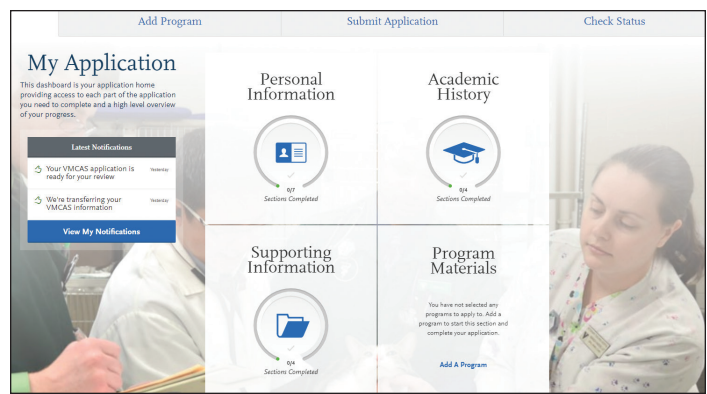 Add Program
Submit Application
Check Status
My Application
This dashboard is your application home
providing access to each part of the application
you need to complete and a high level overview
of your progress.
Latest Notifications
Your VMCAS application is
ready for your review
Yesterday
We're transferring your
VMCAS information
Yesterday
View My Notifications
Personal
Information
0/7
Sections Completed
Academic
History
0/4
Sections Completed
Supporting
Information
0/4
Sections Completed
Program
Materials
You have not selected any
programs to apply to. Add a
program to start this section and
complete your application.
Add A Program